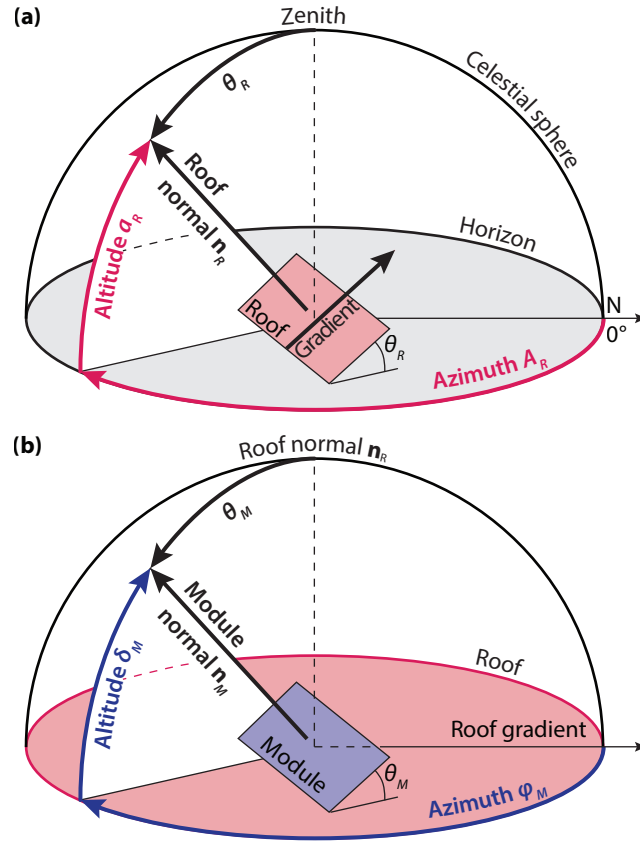 (a)
Zenith
θR
Celestial sphere
Roof
normal nR
Altitude aR
Horizon
Roof
Gradient
θR
N
0°
Azimuth AR
(b)
Roof normal nR
θM
Module
normal nM
Altitude δM
Roof
Roof gradient
Module
θM
Azimuth φM